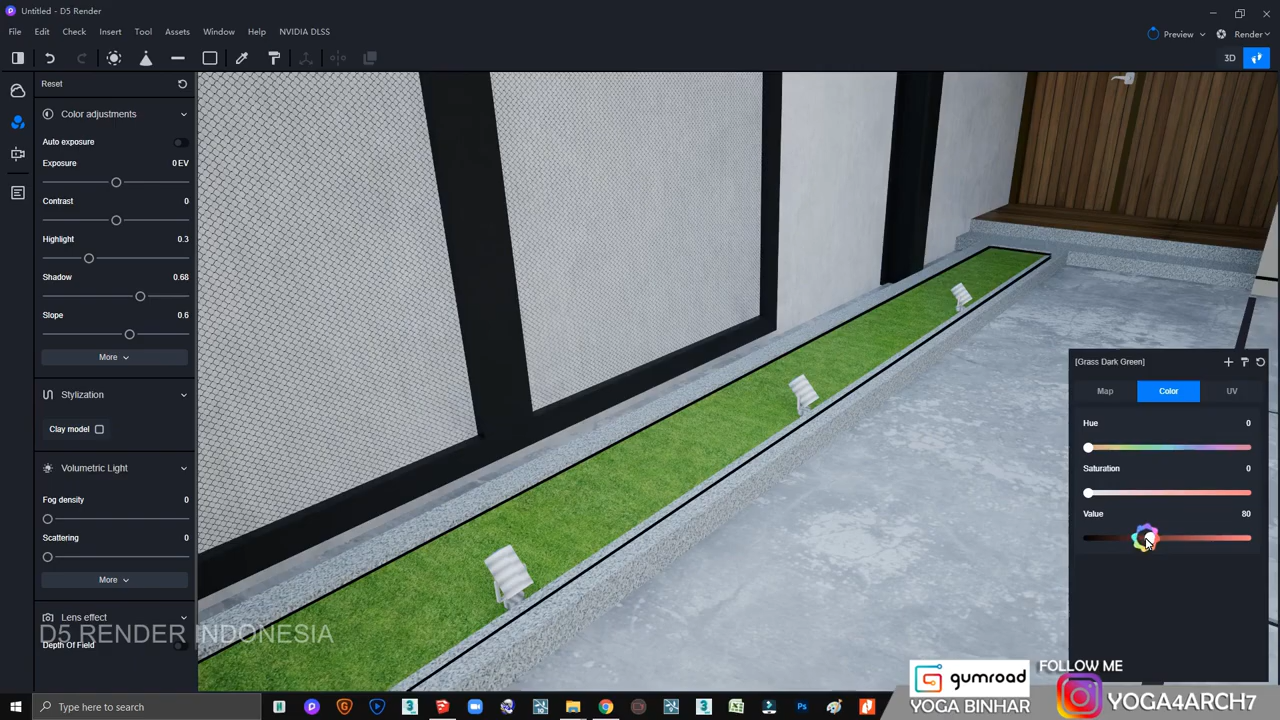 Untitled - D5 Render
File Edit Check Insert Tool Assets Window Help NVIDIA DLSS
Preview Render
3D
Reset
Color adjustments
Auto exposure
Exposure 0 EV
Contrast 0
Highlight 0.3
Shadow 0.68
Slope 0.6
More
Stylization
Clay model
Volumetric Light
Fog density 0
Scattering 0
More
Lens effect
Depth Of Field
D5 RENDER INDONESIA
[Grass Dark Green]
Map Color UV
Hue 0
Saturation 0
Value 80
gumroad
YOGA BINHAR
FOLLOW ME
YOGA4ARCH7
Type here to search